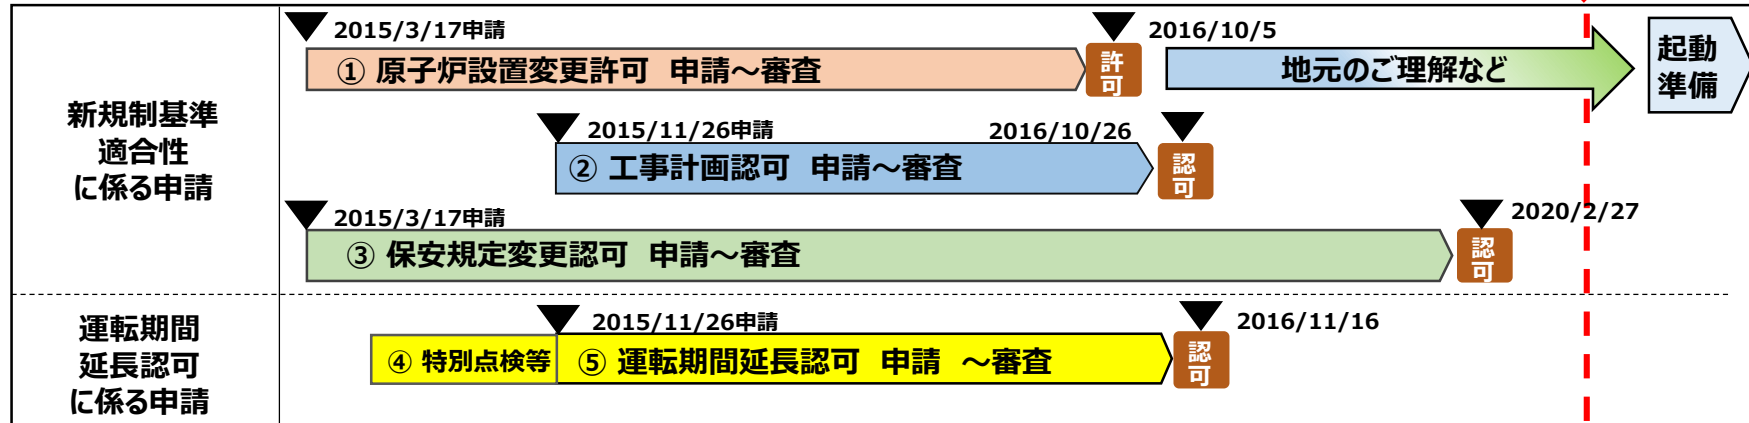 新規制基準
適合性
に係る申請
2015/3/17申請
① 原子炉設置変更許可 申請～審査
許可
2016/10/5
地元のご理解など
起動
準備
2015/11/26申請
2016/10/26
② 工事計画認可 申請～審査
認可
2015/3/17申請
③ 保安規定変更認可 申請～審査
認可
2020/2/27
運転期間
延長認可
に係る申請
④ 特別点検等
2015/11/26申請
⑤ 運転期間延長認可 申請 ～審査
認可
2016/11/16